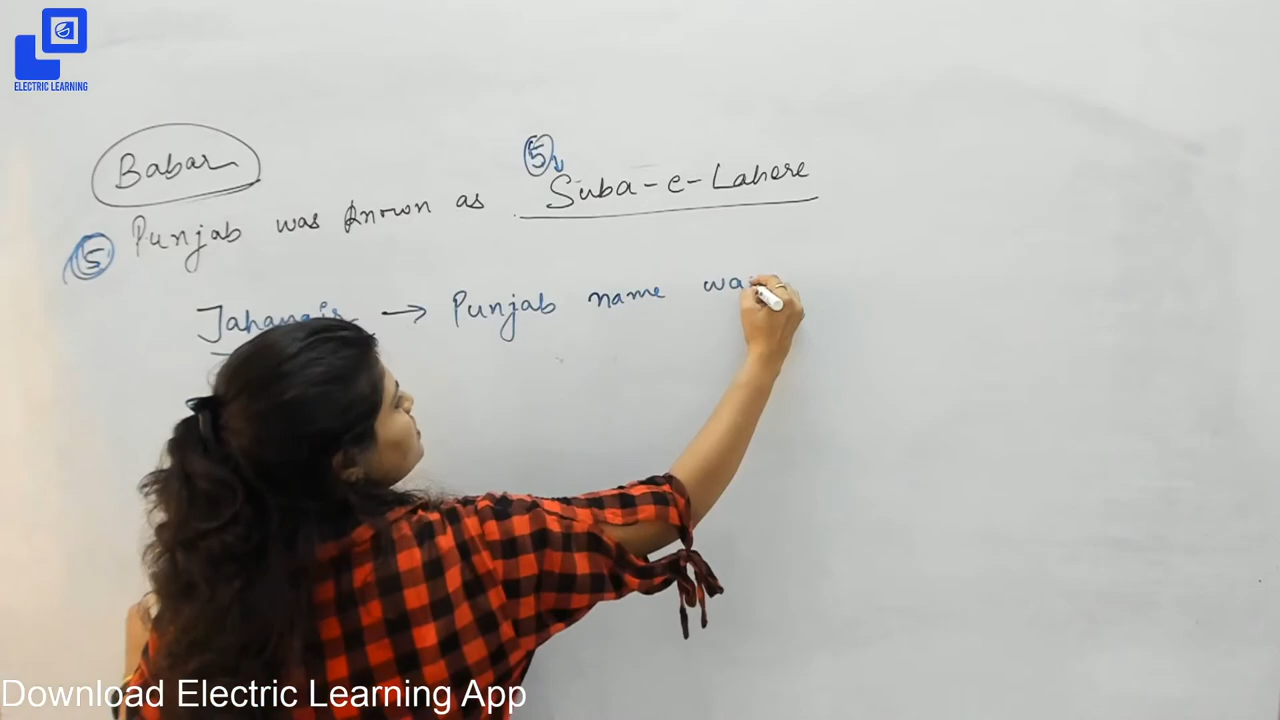 ELECTRIC LEARNING
Babar
5
Punjab was known as Suba-e-Lahore
5
Jahangir → Punjab name wa
Download Electric Learning App